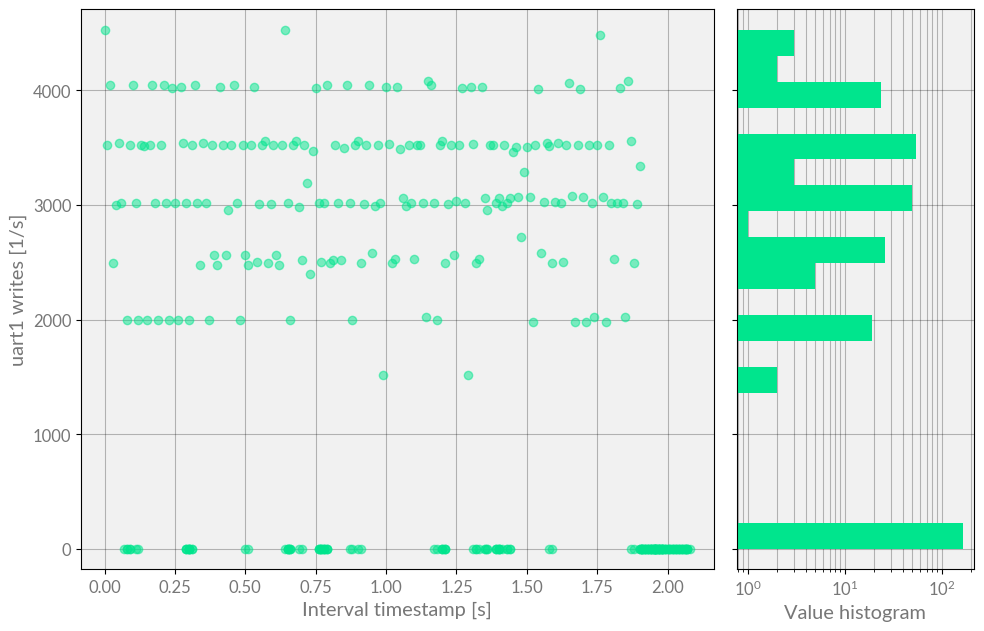 uart1 writes [1/s]
4000
3000
2000
1000
0
0.00 0.25 0.50 0.75 1.00 1.25 1.50 1.75 2.00
Interval timestamp [s]
10⁰ 10¹ 10²
Value histogram